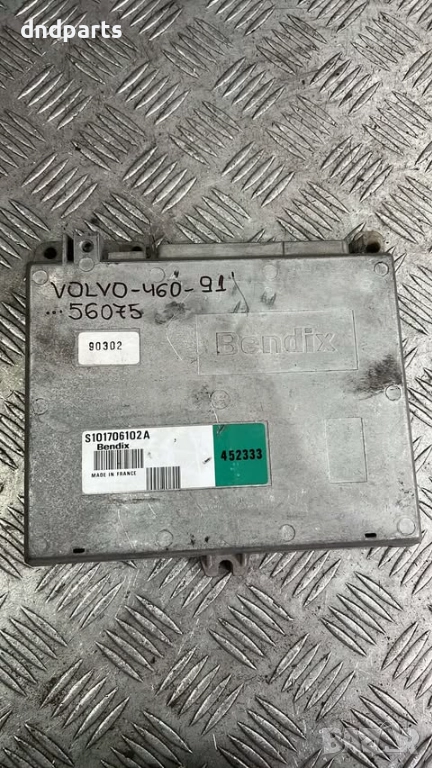 dndparts
VOLVO-460-91'
...56075
Bendix
90302
S101706102A
Bendix
452333
MADE IN FRANCE